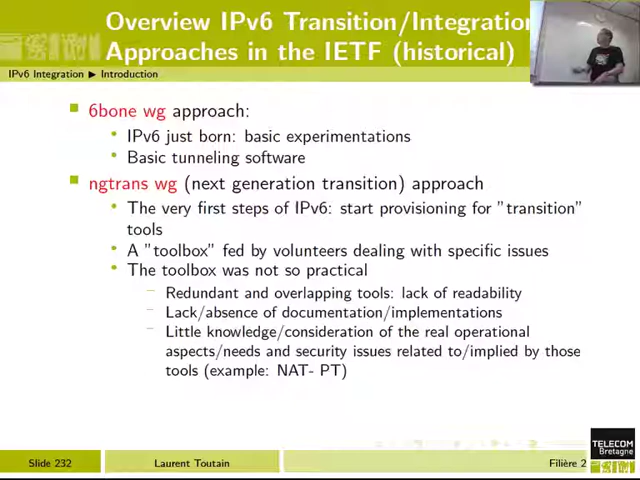 Overview IPv6 Transition/Integration
Approaches in the IETF (historical)
IPv6 Integration ▶ Introduction
6bone wg approach:
IPv6 just born: basic experimentations
Basic tunneling software
ngtrans wg (next generation transition) approach
The very first steps of IPv6: start provisioning for "transition"
tools
A "toolbox" fed by volunteers dealing with specific issues
The toolbox was not so practical
Redundant and overlapping tools: lack of readability
Lack/absence of documentation/implementations
Little knowledge/consideration of the real operational
aspects/needs and security issues related to/implied by those
tools (example: NAT- PT)
TELECOM
Bretagne
Slide 232
Laurent Toutain
Filière 2